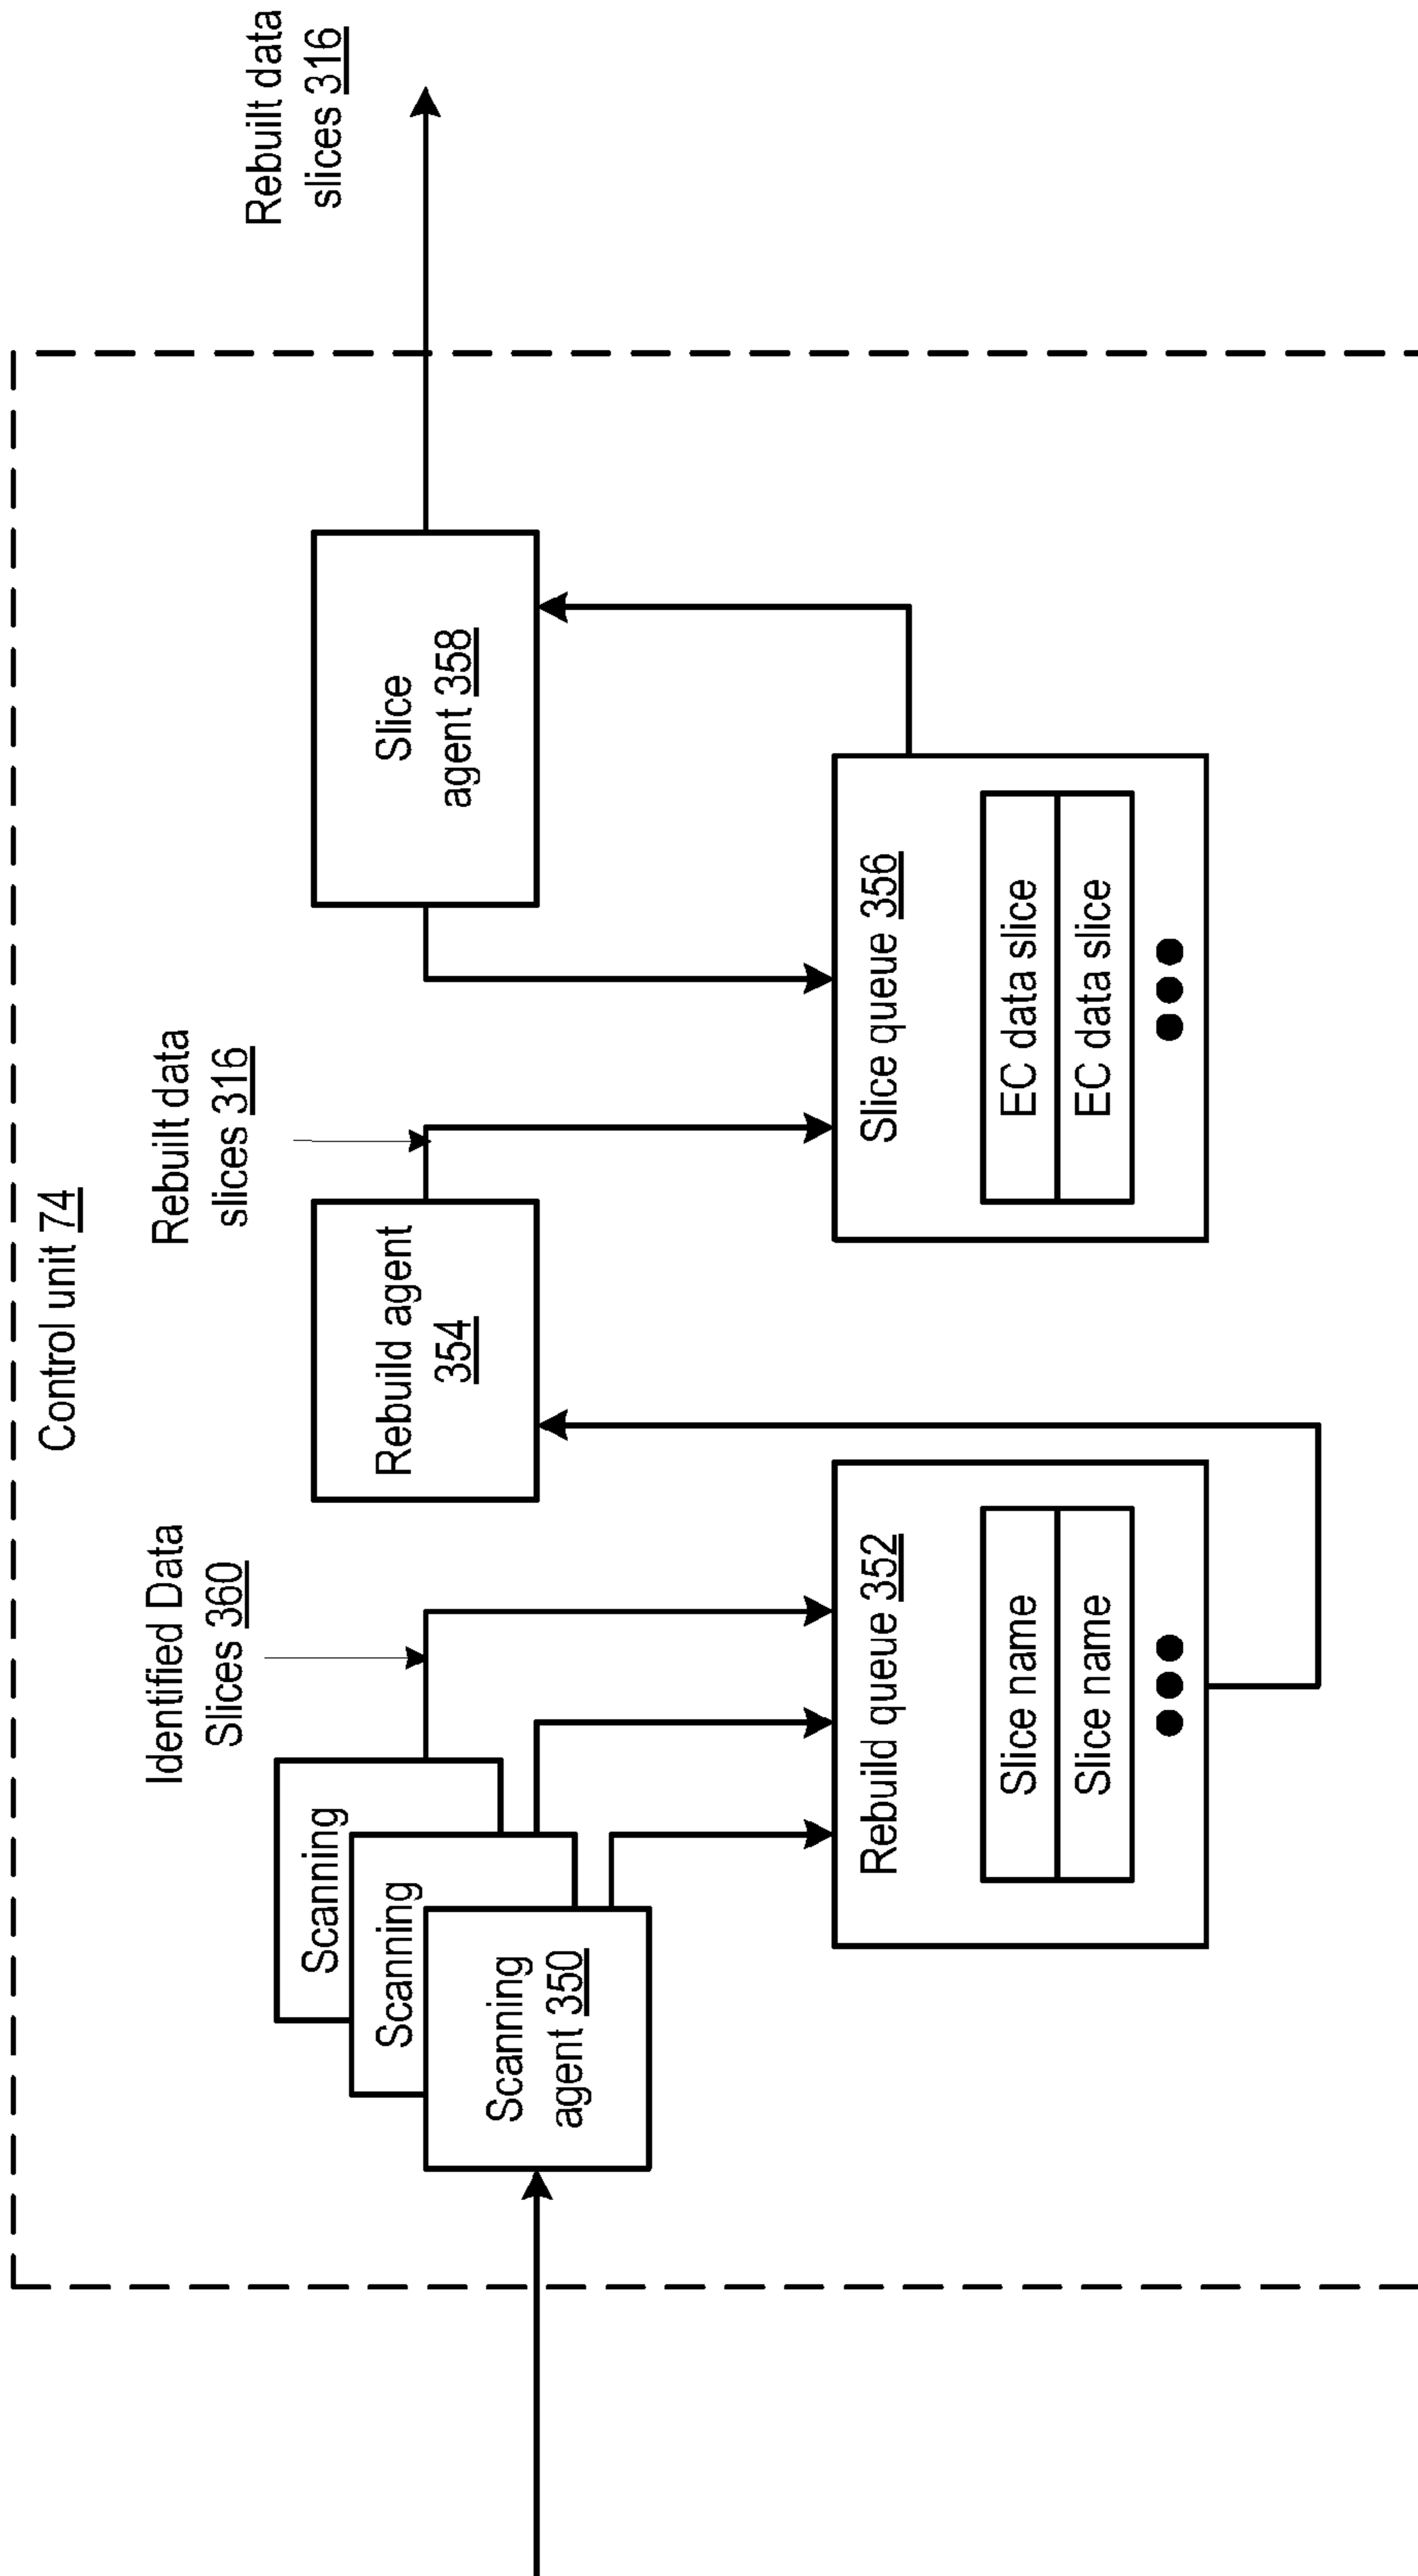 Control unit 74
Identified Data
Slices 360
Rebuilt data
slices 316
Rebuilt data
slices 316
Scanning
Scanning
Scanning
agent 350
Rebuild agent
354
Slice
agent 358
Rebuild queue 352
Slice name
Slice name
Slice queue 356
EC data slice
EC data slice